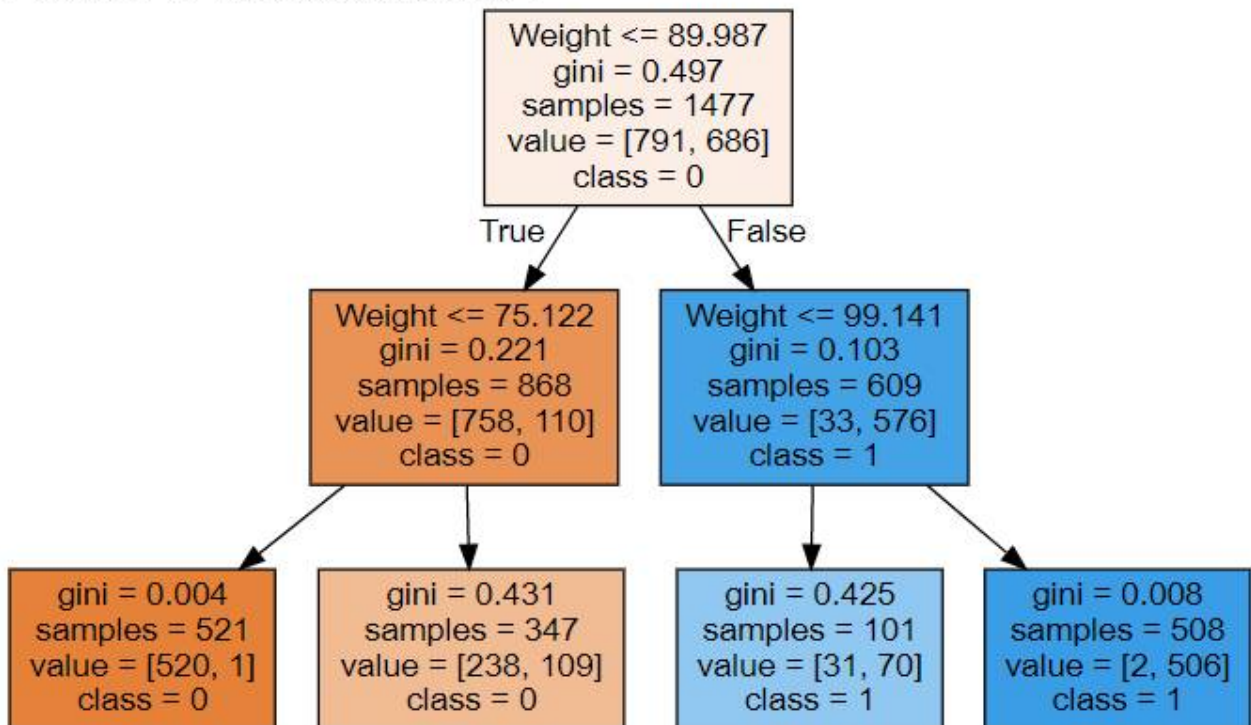 Weight <= 89.987
gini = 0.497
samples = 1477
value = [791, 686]
class = 0
True
False
Weight <= 75.122
gini = 0.221
samples = 868
value = [758, 110]
class = 0
Weight <= 99.141
gini = 0.103
samples = 609
value = [33, 576]
class = 1
gini = 0.004
samples = 521
value = [520, 1]
class = 0
gini = 0.431
samples = 347
value = [238, 109]
class = 0
gini = 0.425
samples = 101
value = [31, 70]
class = 1
gini = 0.008
samples = 508
value = [2, 506]
class = 1